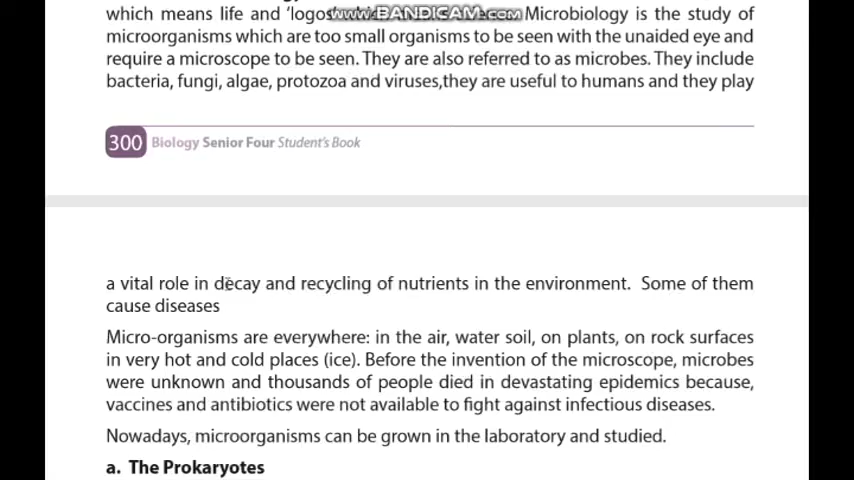 which means life and 'logos'
www.BANDICAM.com
Microbiology is the study of
microorganisms which are too small organisms to be seen with the unaided eye and
require a microscope to be seen. They are also referred to as microbes. They include
bacteria, fungi, algae, protozoa and viruses,they are useful to humans and they play
300 Biology Senior Four Student's Book
a vital role in decay and recycling of nutrients in the environment. Some of them
cause diseases
Micro-organisms are everywhere: in the air, water soil, on plants, on rock surfaces
in very hot and cold places (ice). Before the invention of the microscope, microbes
were unknown and thousands of people died in devastating epidemics because,
vaccines and antibiotics were not available to fight against infectious diseases.
Nowadays, microorganisms can be grown in the laboratory and studied.
a. The Prokaryotes